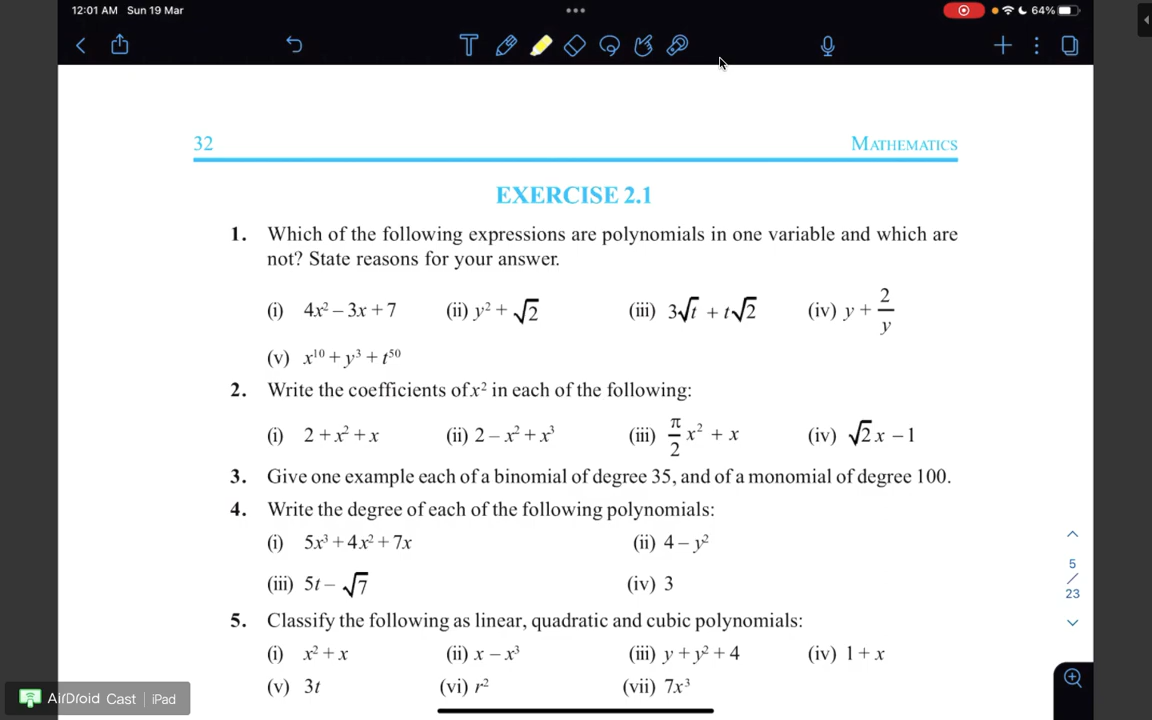 12:01 AM Sun 19 Mar 64%
32 MATHEMATICS
EXERCISE 2.1
1. Which of the following expressions are polynomials in one variable and which are
not? State reasons for your answer.
(i) 4x² – 3x + 7 (ii) y² + √2 (iii) 3√t + t√2 (iv) y + 2/y
(v) x¹⁰ + y³ + t⁵⁰
2. Write the coefficients of x² in each of the following:
(i) 2 + x² + x (ii) 2 – x² + x³ (iii) π/2 x² + x (iv) √2 x – 1
3. Give one example each of a binomial of degree 35, and of a monomial of degree 100.
4. Write the degree of each of the following polynomials:
(i) 5x³ + 4x² + 7x (ii) 4 – y²
(iii) 5t – √7 (iv) 3
5. Classify the following as linear, quadratic and cubic polynomials:
(i) x² + x (ii) x – x³ (iii) y + y² + 4 (iv) 1 + x
(v) 3t (vi) r² (vii) 7x³
5 / 23
AirDroid Cast | iPad